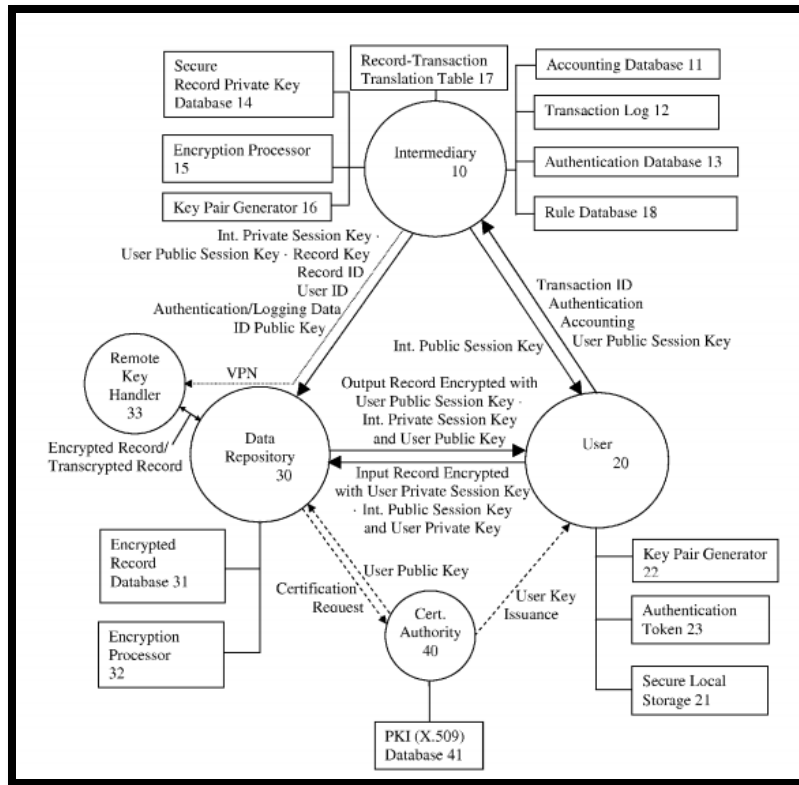 Secure
Record Private Key
Database 14
Record-Transaction
Translation Table 17
Accounting Database 11
Transaction Log 12
Encryption Processor
15
Intermediary
10
Authentication Database 13
Key Pair Generator 16
Rule Database 18
Int. Private Session Key ·
User Public Session Key · Record Key
Record ID
User ID
Authentication/Logging Data
ID Public Key
Transaction ID
Authentication
Accounting
User Public Session Key
Int. Public Session Key
Remote
Key
Handler
33
VPN
Output Record Encrypted with
User Public Session Key ·
Int. Private Session Key
and User Public Key
Encrypted Record/
Transcrypted Record
Data
Repository
30
User
20
Input Record Encrypted
with User Private Session Key
· Int. Public Session Key
and User Private Key
Encrypted
Record
Database 31
Encryption
Processor
32
Certification
Request
User Public Key
Cert.
Authority
40
User Key
Issuance
Key Pair Generator
22
Authentication
Token 23
Secure Local
Storage 21
PKI (X.509)
Database 41